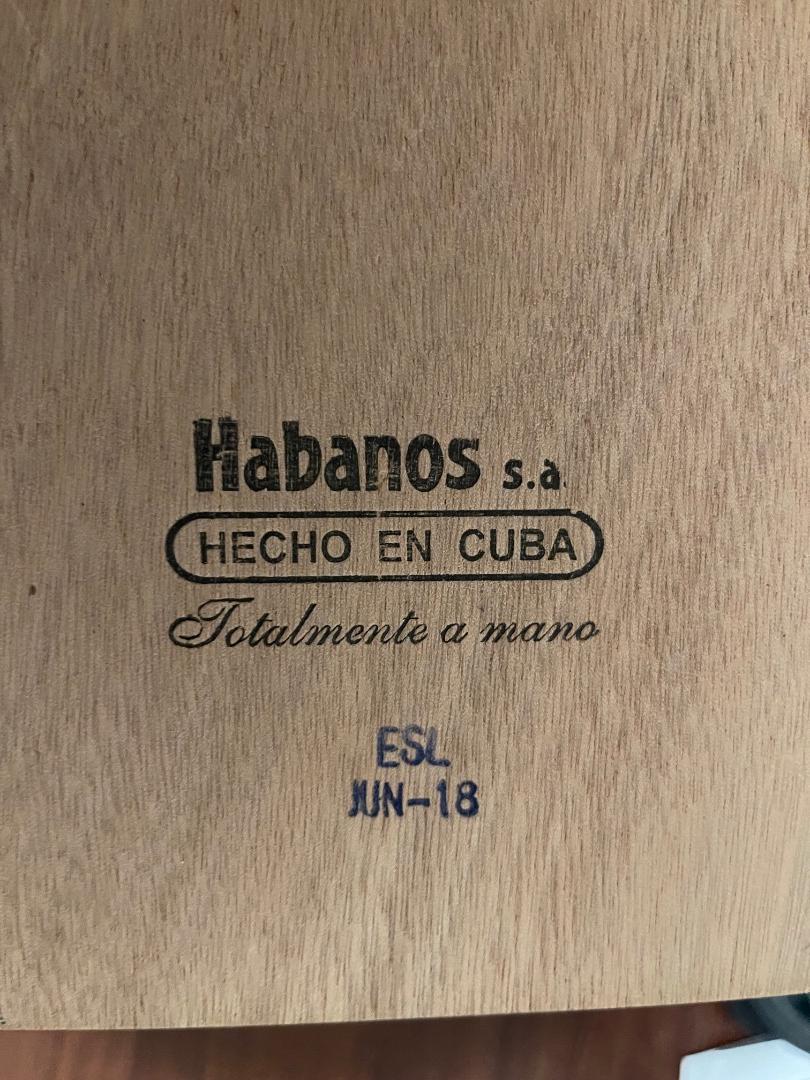 Habanos s.a.
HECHO EN CUBA
Totalmente a mano
ESL
JUN-18